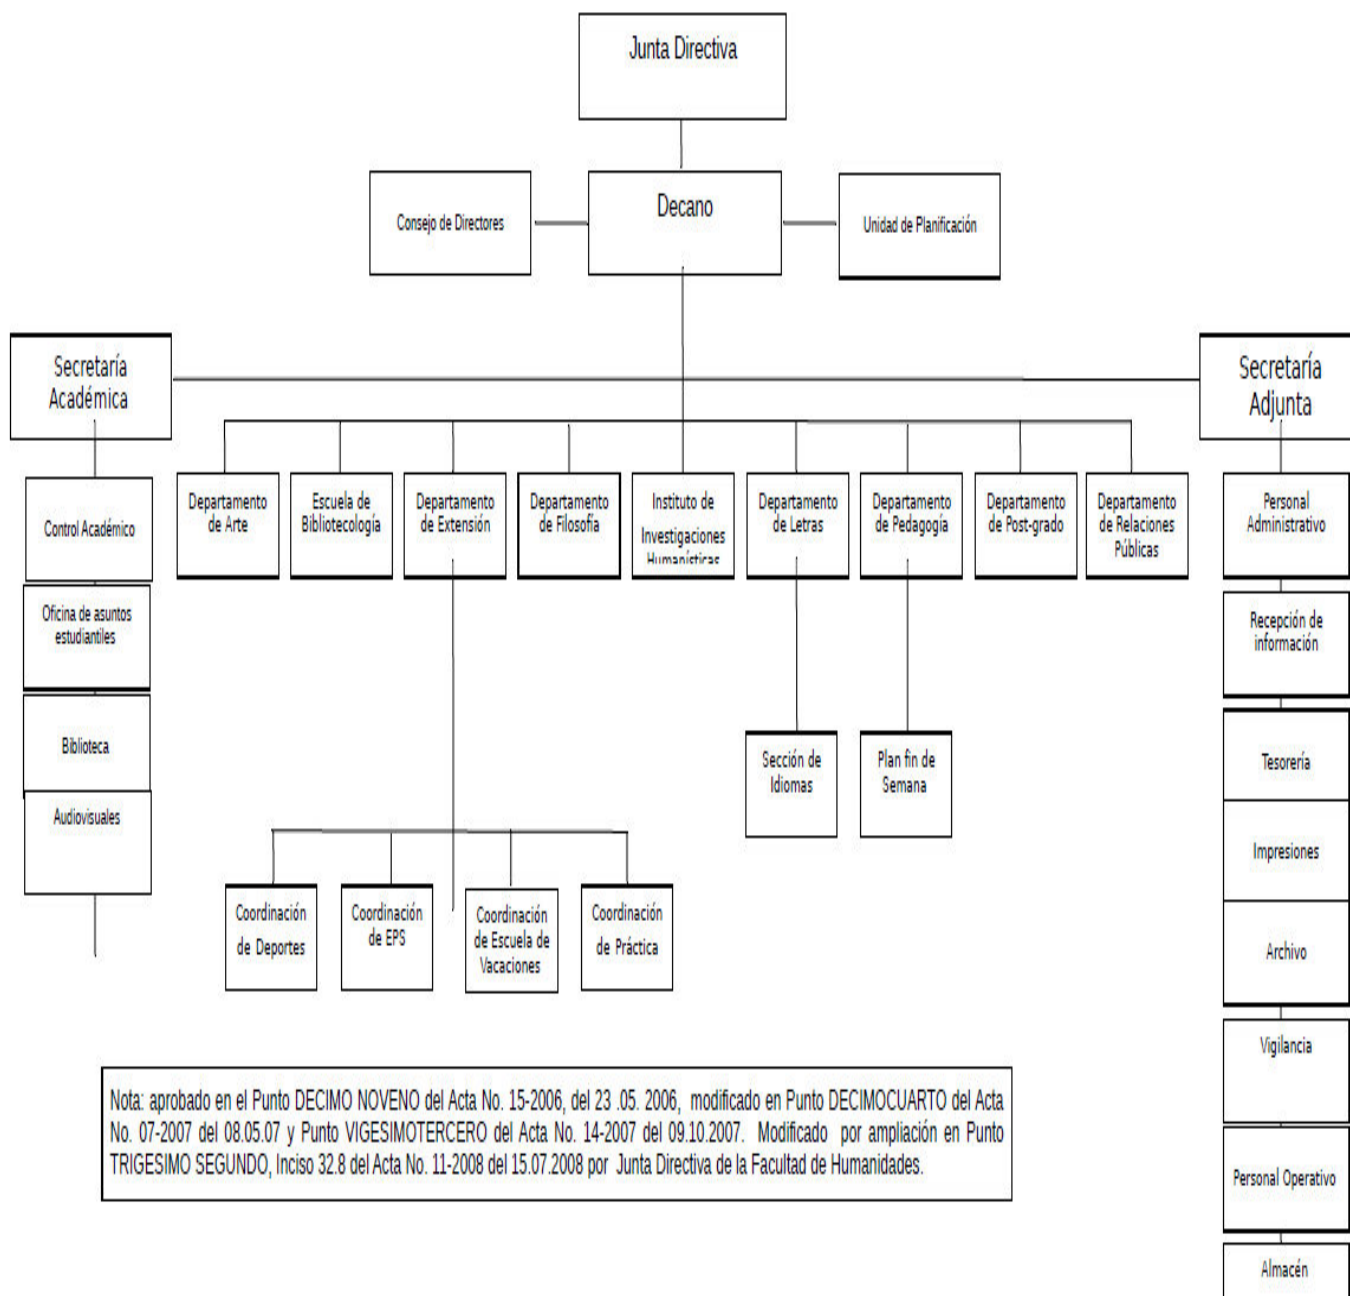 Junta Directiva
Consejo de Directores
Decano
Unidad de Planificación
Secretaría
Académica
Secretaría
Adjunta
Control Académico
Oficina de asuntos
estudiantiles
Biblioteca
Audiovisuales
Departamento
de Arte
Escuela de
Bibliotecología
Departamento
de Extensión
Departamento
de Filosofía
Instituto de
Investigaciones
Humanísticas
Departamento
de Letras
Departamento
de Pedagogía
Departamento
de Post-grado
Departamento
de Relaciones
Públicas
Personal
Administrativo
Recepción de
información
Tesorería
Impresiones
Archivo
Vigilancia
Personal Operativo
Almacén
Sección de
Idiomas
Plan fin de
Semana
Coordinación
de Deportes
Coordinación
de EPS
Coordinación
de Escuela de
Vacaciones
Coordinación
de Práctica
Nota: aprobado en el Punto DECIMO NOVENO del Acta No. 15-2006, del 23 .05. 2006, modificado en Punto DECIMOCUARTO del Acta
No. 07-2007 del 08.05.07 y Punto VIGESIMOTERCERO del Acta No. 14-2007 del 09.10.2007. Modificado por ampliación en Punto
TRIGESIMO SEGUNDO, Inciso 32.8 del Acta No. 11-2008 del 15.07.2008 por Junta Directiva de la Facultad de Humanidades.